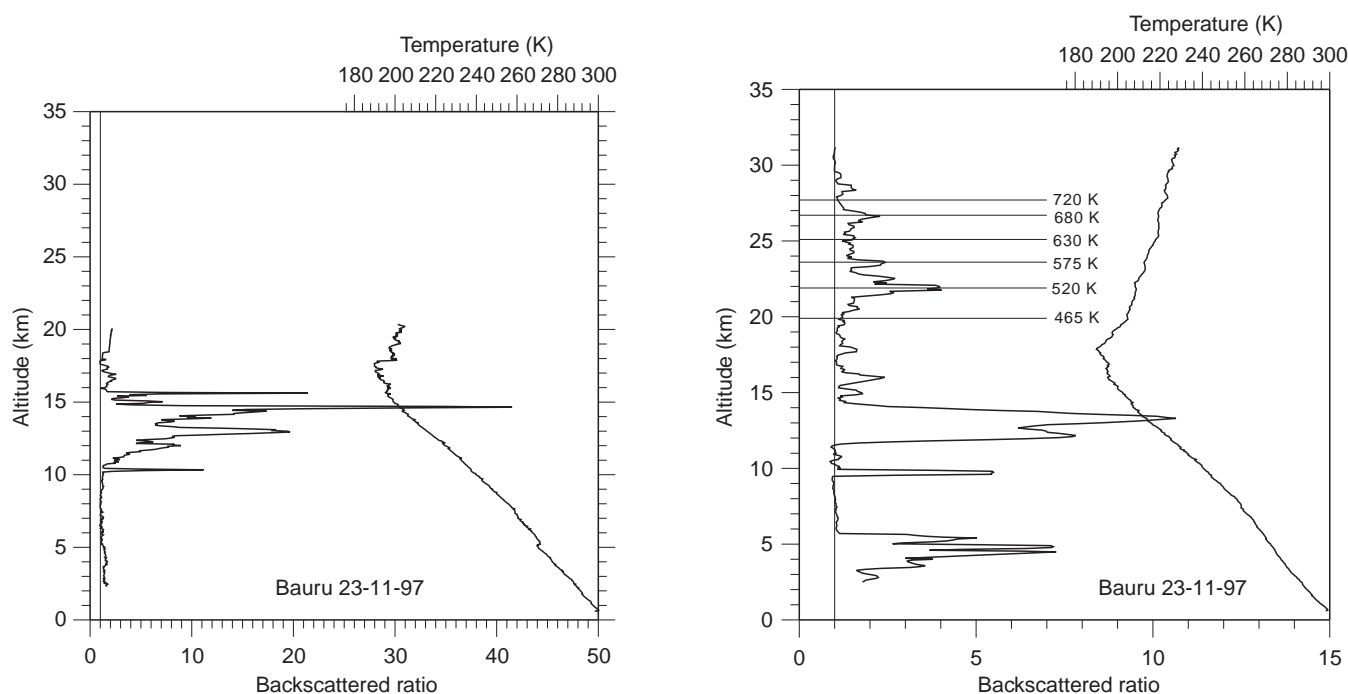 Temperature (K)
180 200 220 240 260 280 300
35
30
25
20
15
10
5
0
Altitude (km)
Bauru 23-11-97
0 10 20 30 40 50
Backscattered ratio
Temperature (K)
180 200 220 240 260 280 300
35
30
25
20
15
10
5
0
Altitude (km)
720 K
680 K
630 K
575 K
520 K
465 K
Bauru 23-11-97
0 5 10 15
Backscattered ratio